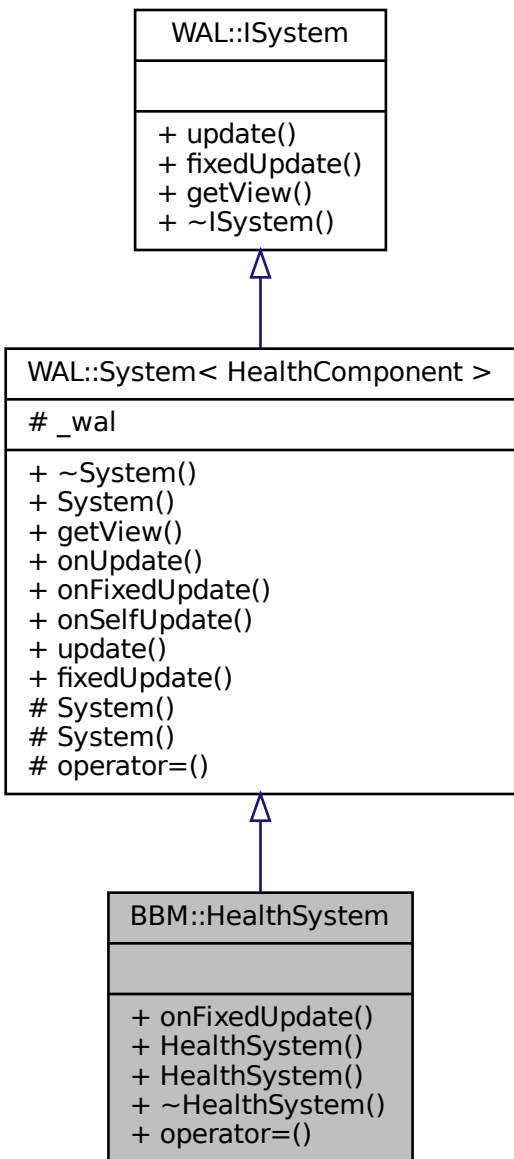 WAL::ISystem
+ update()
+ fixedUpdate()
+ getView()
+ ~ISystem()
WAL::System< HealthComponent >
# _wal
+ ~System()
+ System()
+ getView()
+ onUpdate()
+ onFixedUpdate()
+ onSelfUpdate()
+ update()
+ fixedUpdate()
# System()
# System()
# operator=()
BBM::HealthSystem
+ onFixedUpdate()
+ HealthSystem()
+ HealthSystem()
+ ~HealthSystem()
+ operator=()